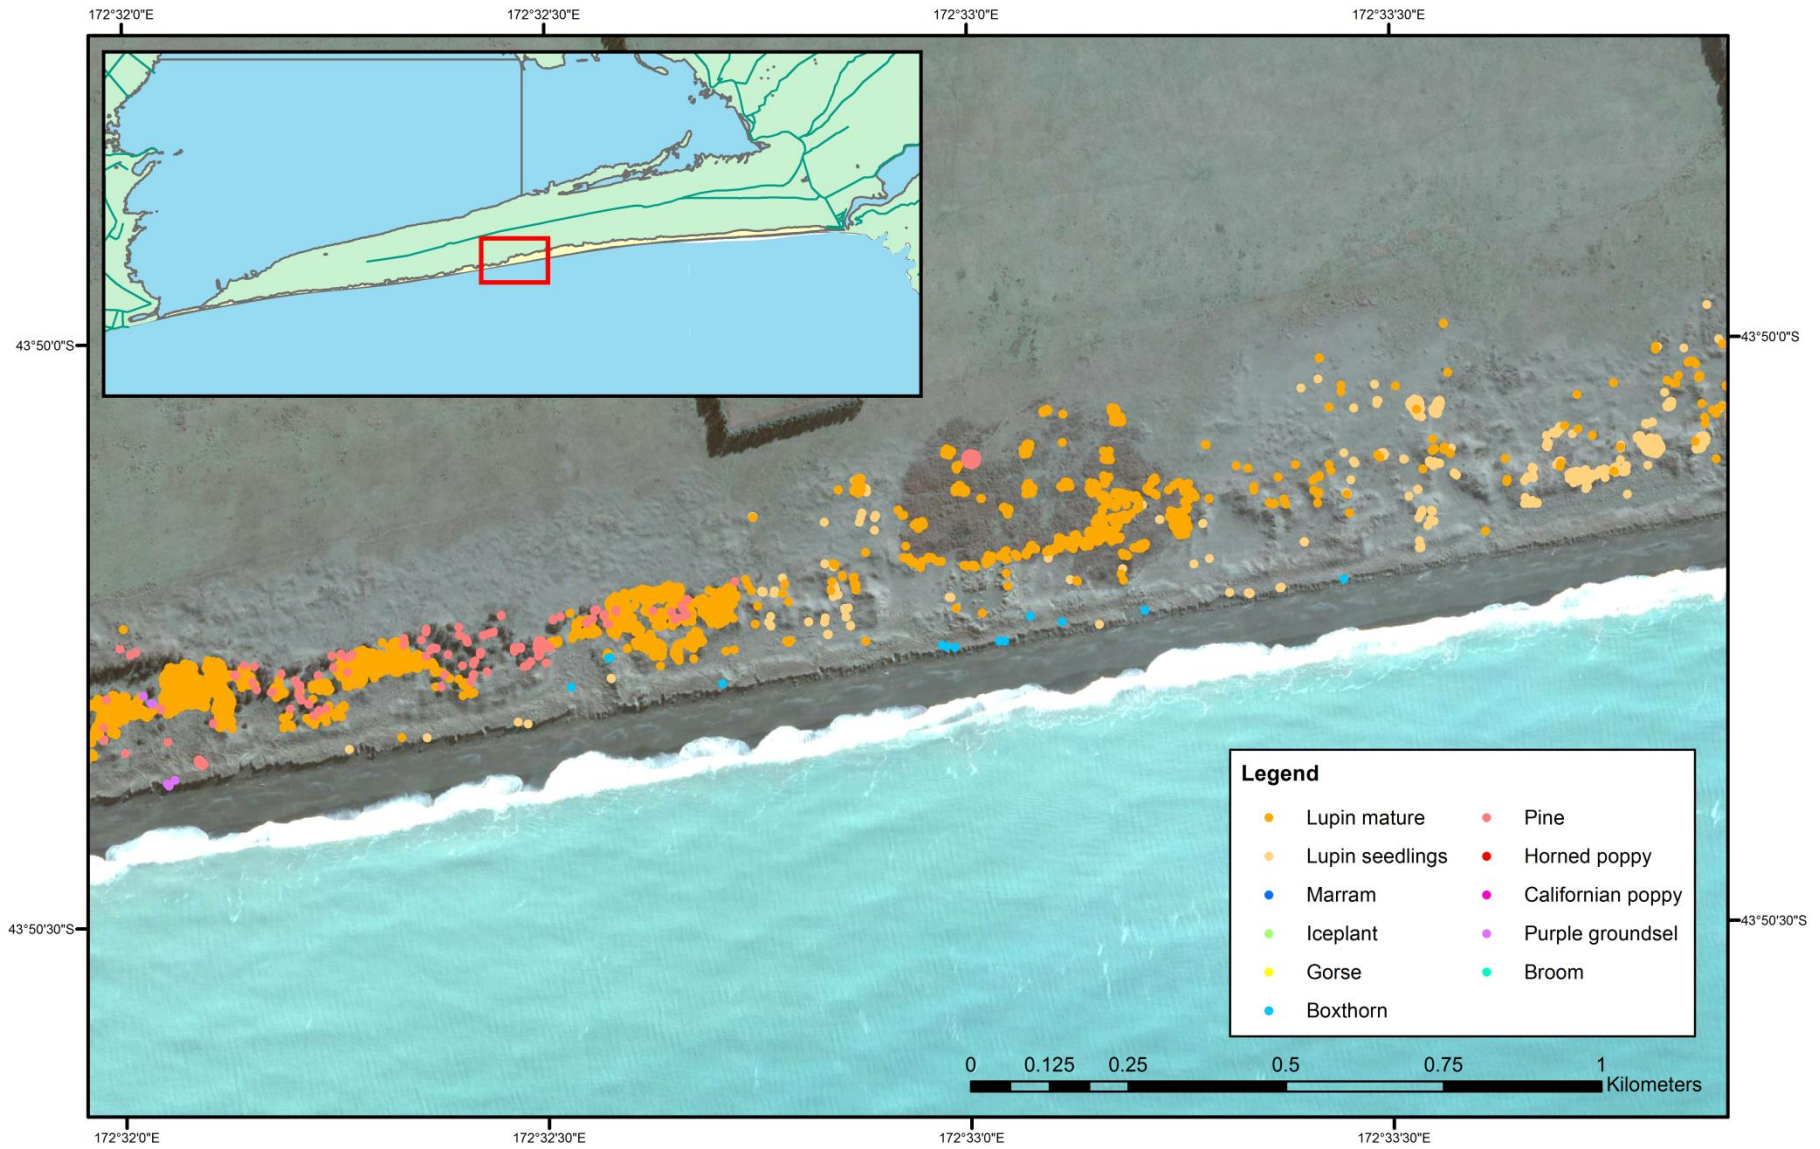 172°32'0"E 172°32'30"E 172°33'0"E 172°33'30"E
43°50'0"S 43°50'0"S
Legend
Lupin mature Pine
Lupin seedlings Horned poppy
Marram Californian poppy
43°50'30"S 43°50'30"S
Iceplant Purple groundsel
Gorse Broom
Boxthorn
0 0.125 0.25 0.5 0.75 1
Kilometers
172°32'0"E 172°32'30"E 172°33'0"E 172°33'30"E